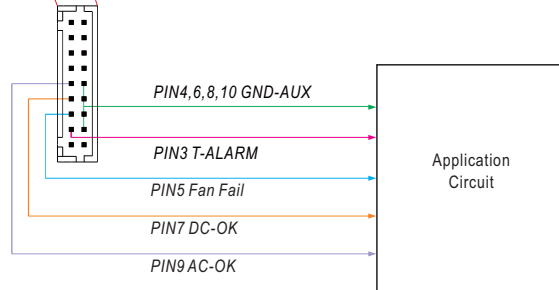 PIN4,6,8,10 GND-AUX
PIN3 T-ALARM
Application
Circuit
PIN5 Fan Fail
PIN7 DC-OK
PIN9 AC-OK